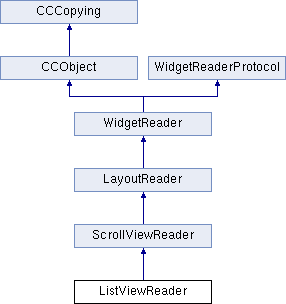 CCCopying
CCObject
WidgetReaderProtocol
WidgetReader
LayoutReader
ScrollViewReader
ListViewReader